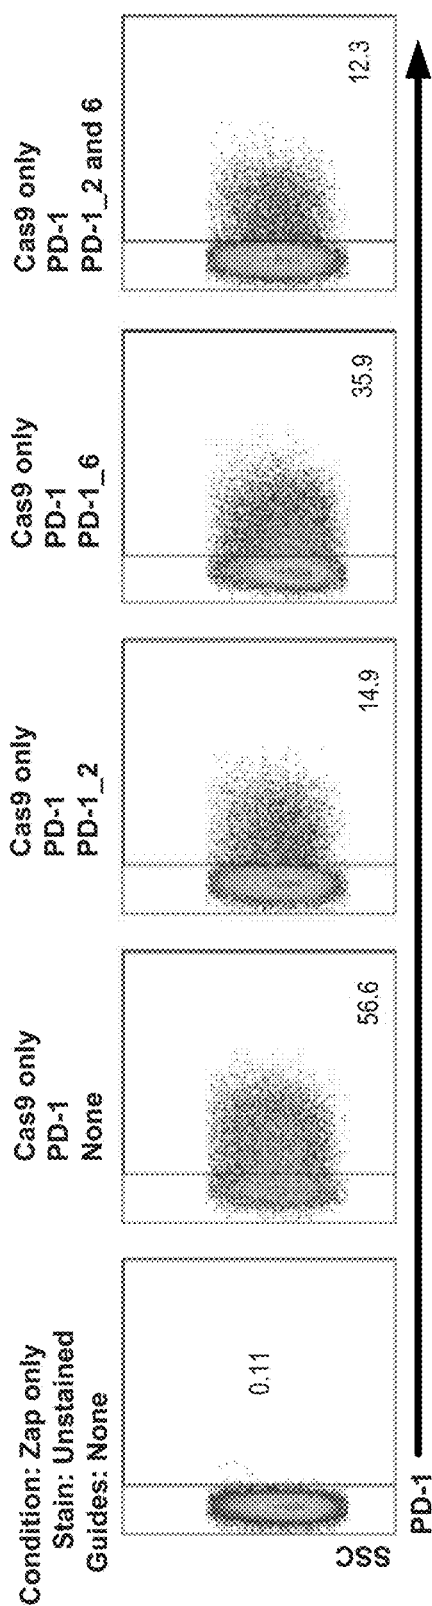 Condition: Zap only
Stain: Unstained
Guides: None
Cas9 only
PD-1
None
Cas9 only
PD-1
PD-1_2
Cas9 only
PD-1
PD-1_6
Cas9 only
PD-1
PD-1_2 and 6
0.11
56.6
14.9
35.9
12.3
SSC
PD-1